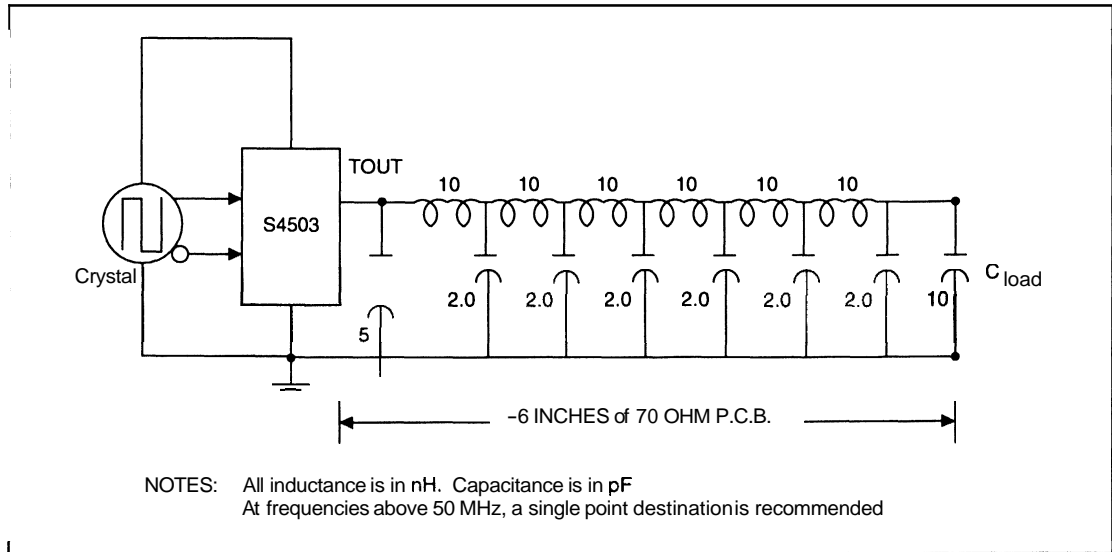 TOUT
10 10 10 10 10 10
S4503
Crystal
C load
2.0 2.0 2.0 2.0 2.0 2.0 10
5
~6 INCHES of 70 OHM P.C.B.
NOTES: All inductance is in nH. Capacitance is in pF
At frequencies above 50 MHz, a single point destination is recommended